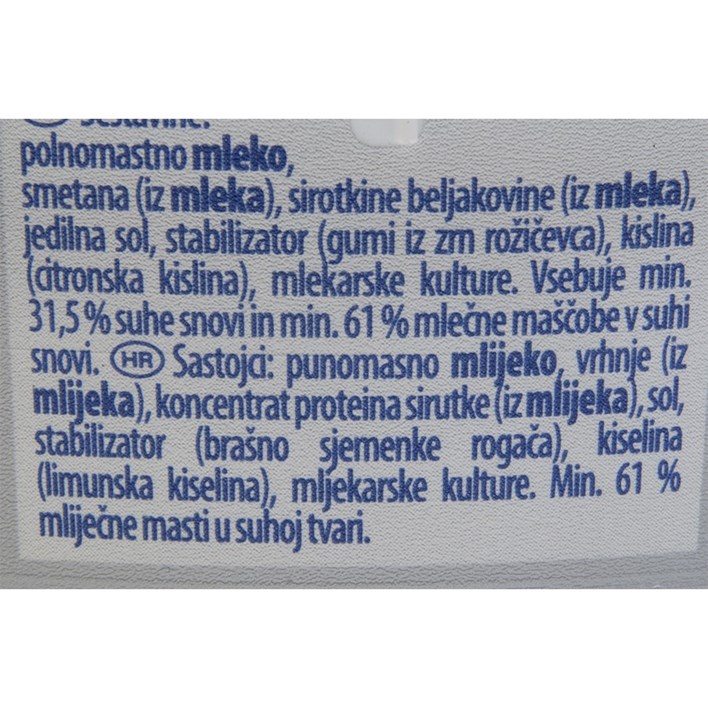 Sestavine:
polnomastno mleko,
smetana (iz mleka), sirotkine beljakovine (iz mleka),
jedilna sol, stabilizator (gumi iz zrn rožičevca), kislina
(citronska kislina), mlekarske kulture. Vsebuje min.
31,5 % suhe snovi in min. 61 % mlečne maščobe v suhi
snovi. HR Sastojci: punomasno mlijeko, vrhnje (iz
mlijeka), koncentrat proteina sirutke (iz mlijeka), sol,
stabilizator (brašno sjemenke rogača), kiselina
(limunska kiselina), mljekarske kulture. Min. 61 %
mliječne masti u suhoj tvari.